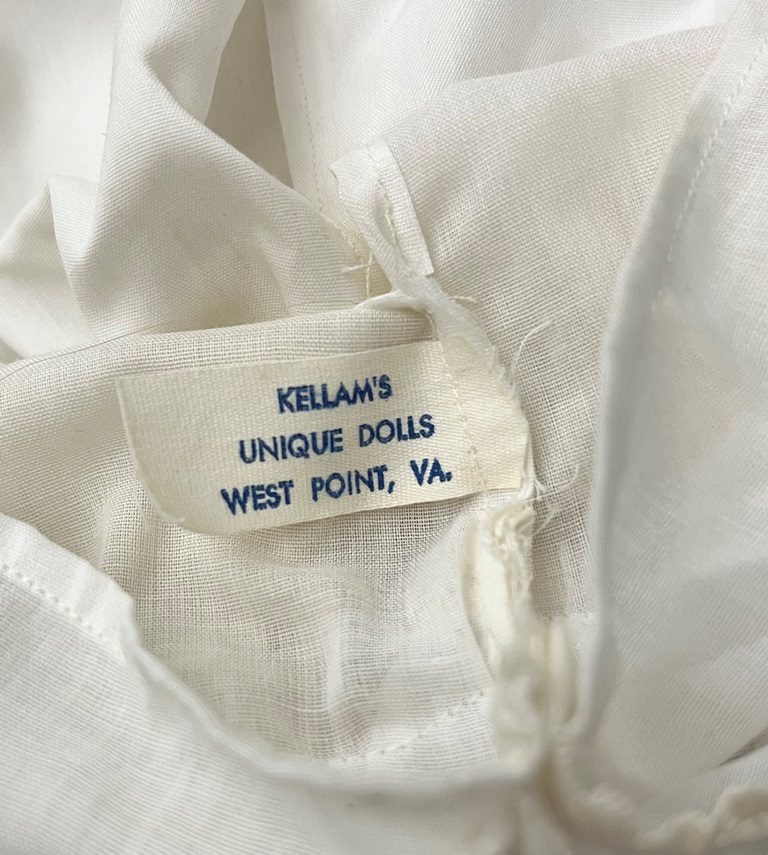 KELLAM'S
UNIQUE DOLLS
WEST POINT, VA.